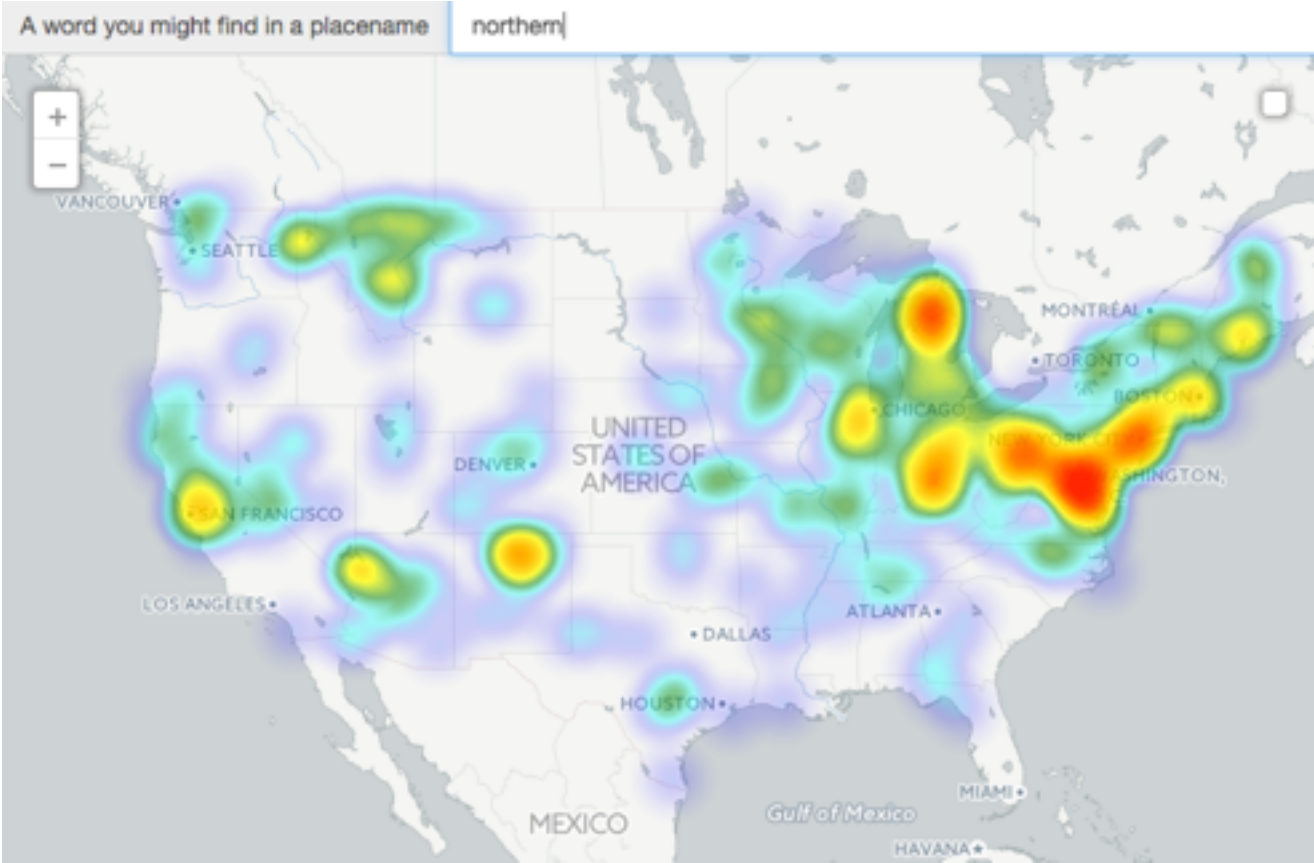 A word you might find in a placename
northern
+
−
VANCOUVER
SEATTLE
MONTRÉAL
TORONTO
BOSTON
CHICAGO
NEW YORK CITY
UNITED
STATES OF
AMERICA
DENVER
ASHINGTON,
SAN FRANCISCO
LOS ANGELES
ATLANTA
DALLAS
HOUSTON
MIAMI
Gulf of Mexico
MEXICO
HAVANA